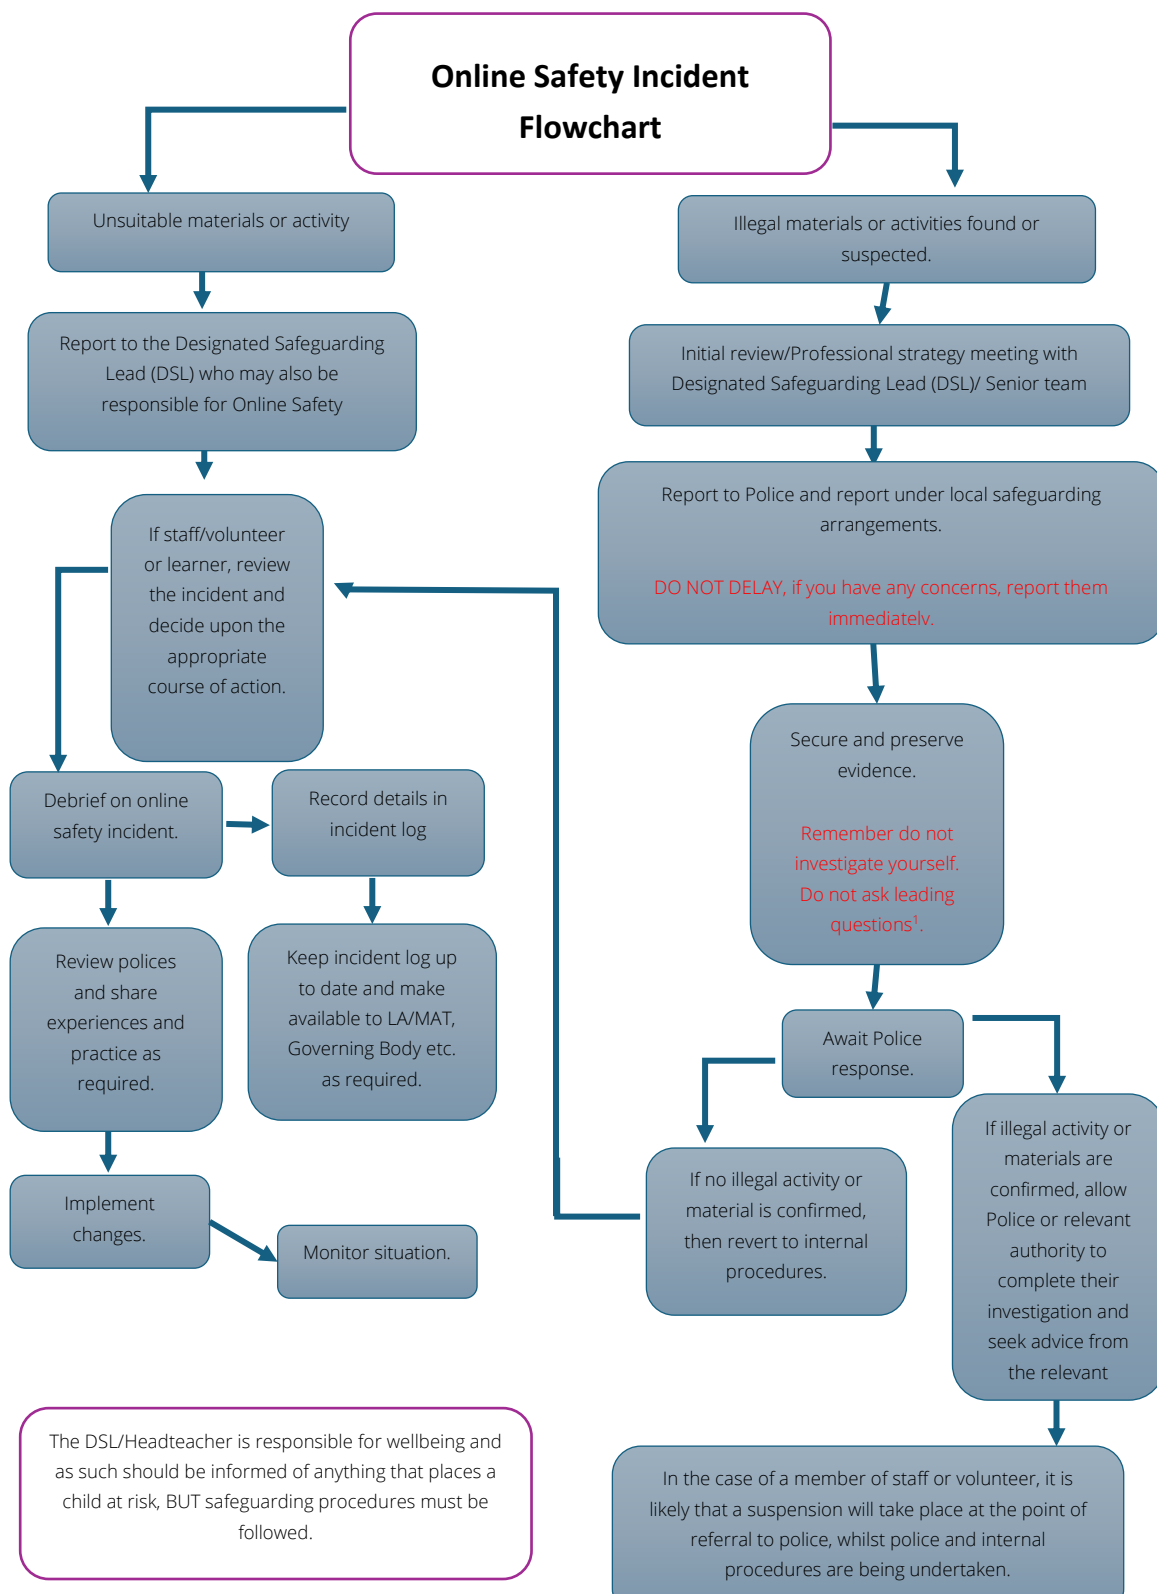 Online Safety Incident
Flowchart
Unsuitable materials or activity
Report to the Designated Safeguarding
Lead (DSL) who may also be
responsible for Online Safety
If staff/volunteer
or learner, review
the incident and
decide upon the
appropriate
course of action.
Debrief on online
safety incident.
Record details in
incident log
Review polices
and share
experiences and
practice as
required.
Keep incident log up
to date and make
available to LA/MAT,
Governing Body etc.
as required.
Implement
changes.
Monitor situation.
Illegal materials or activities found or
suspected.
Initial review/Professional strategy meeting with
Designated Safeguarding Lead (DSL)/ Senior team
Report to Police and report under local safeguarding
arrangements.
DO NOT DELAY, if you have any concerns, report them
immediately.
Secure and preserve
evidence.
Remember do not
investigate yourself.
Do not ask leading
questions¹.
Await Police
response.
If no illegal activity or
material is confirmed,
then revert to internal
procedures.
If illegal activity or
materials are
confirmed, allow
Police or relevant
authority to
complete their
investigation and
seek advice from
the relevant
In the case of a member of staff or volunteer, it is
likely that a suspension will take place at the point of
referral to police, whilst police and internal
procedures are being undertaken.
The DSL/Headteacher is responsible for wellbeing and
as such should be informed of anything that places a
child at risk, BUT safeguarding procedures must be
followed.